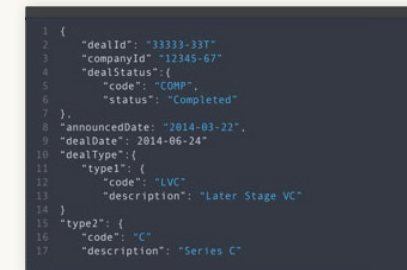 1 {
2 "dealId": "33333-33T"
3 "companyId" "12345-67"
4 "dealStatus":{
5 "code": "COMP",
6 "status": "Completed"
7 },
8 "announcedDate: "2014-03-22",
9 "dealDate": 2014-06-24"
10 "dealType":{
11 "type1": {
12 "code": "LVC"
13 "description": "Later Stage VC"
14 }
15 "type2": {
16 "code": "C"
17 "description": "Series C"